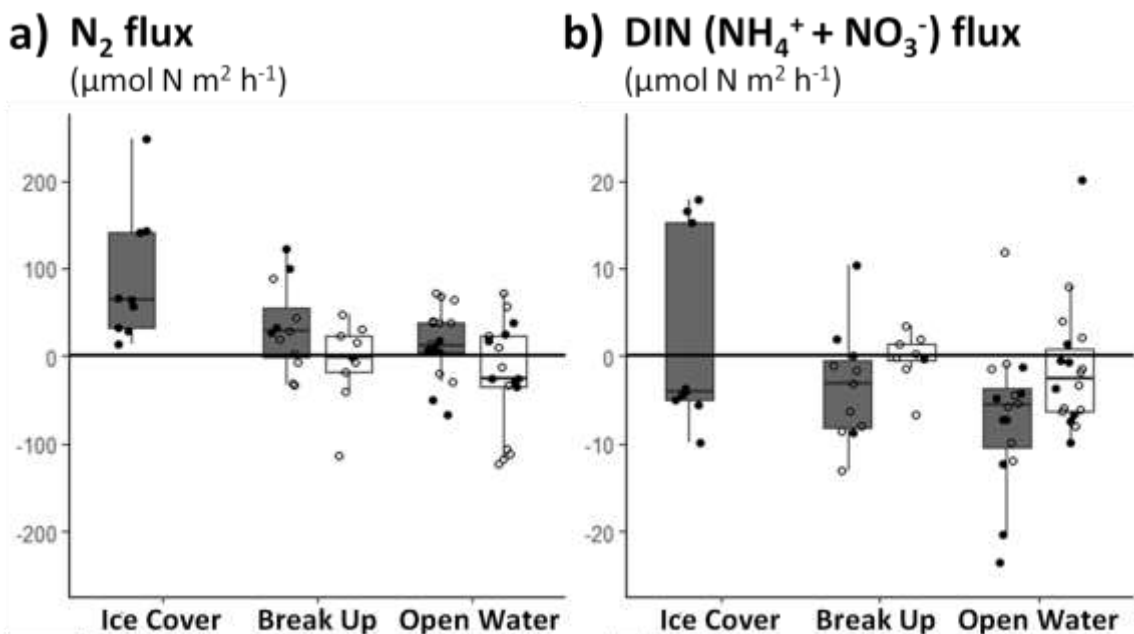 a) N₂ flux
(μmol N m² h⁻¹)
200
100
0
-100
-200
Ice Cover Break Up Open Water
b) DIN (NH₄⁺ + NO₃⁻) flux
(μmol N m² h⁻¹)
20
10
0
-10
-20
Ice Cover Break Up Open Water